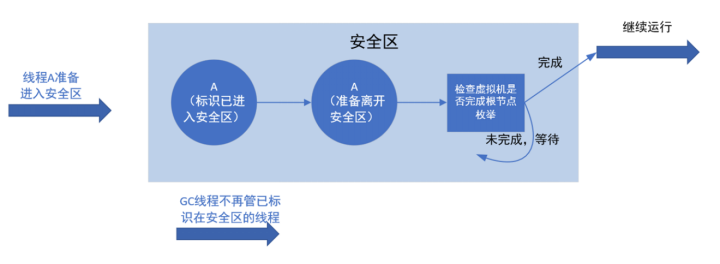 安全区
继续运行
线程A准备
进入安全区
A
（标识已进
入安全区）
A
（准备离开
安全区）
检查虚拟机是
否完成根节点
枚举
完成
未完成，等待
GC线程不再管已标
识在安全区的线程